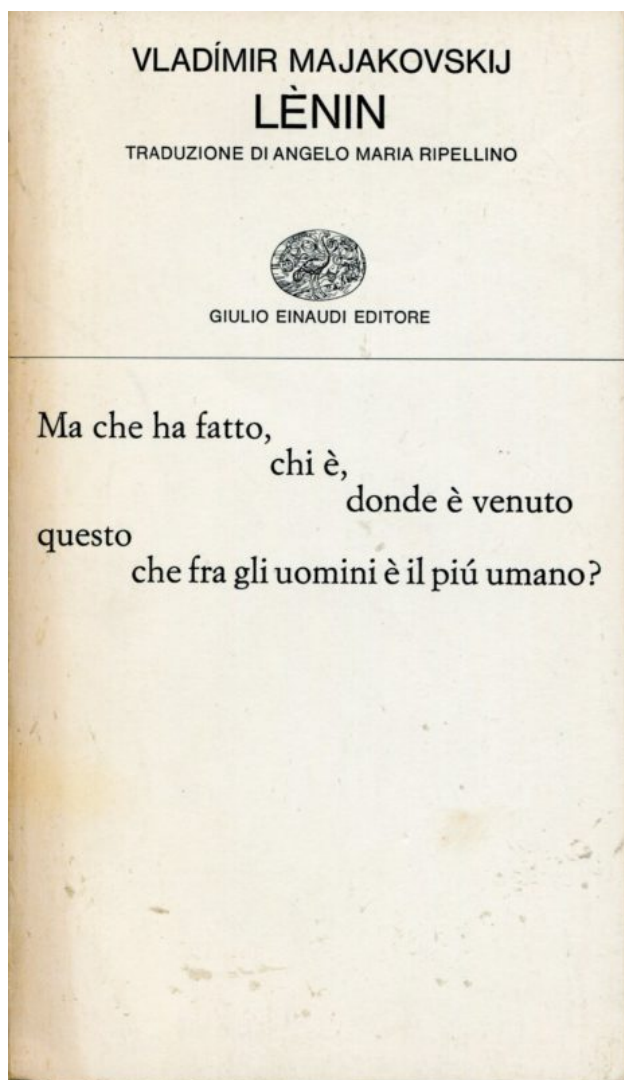 VLADÍMIR MAJAKOVSKIJ
LÈNIN
TRADUZIONE DI ANGELO MARIA RIPELLINO
GIULIO EINAUDI EDITORE
Ma che ha fatto,
chi è,
donde è venuto
questo
che fra gli uomini è il piú umano?